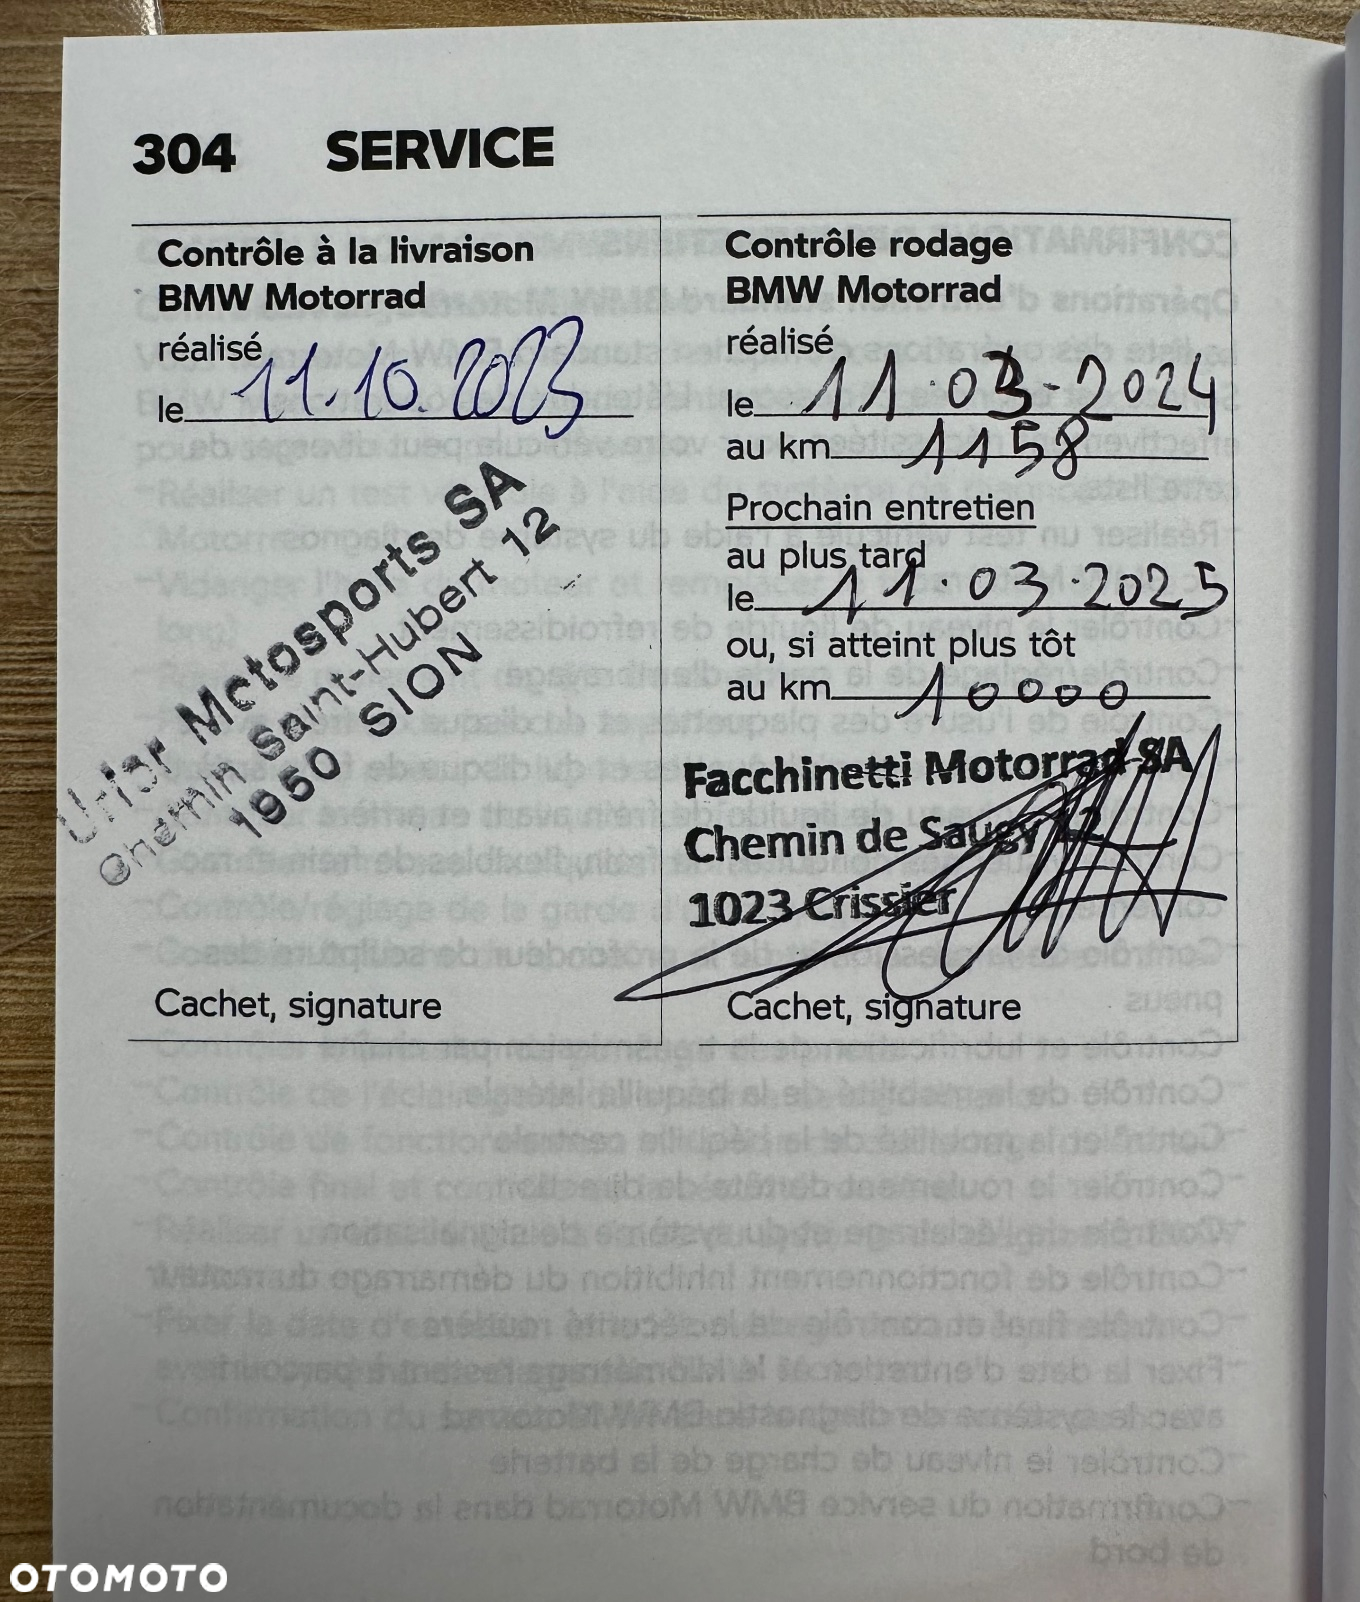 304 SERVICE
Contrôle à la livraison
BMW Motorrad
réalisé
le 11.10.2023
Motosports SA
Chemin Saint-Hubert 12
1950 SION
Cachet, signature
Contrôle rodage
BMW Motorrad
réalisé
le 11.03-2024
au km 1158
Prochain entretien
au plus tard
le 11.03.2025
ou, si atteint plus tôt
au km 10000
Facchinetti Motorrad SA
Chemin de Saugy 12
1023 Crissier
Cachet, signature
OTOMOTO